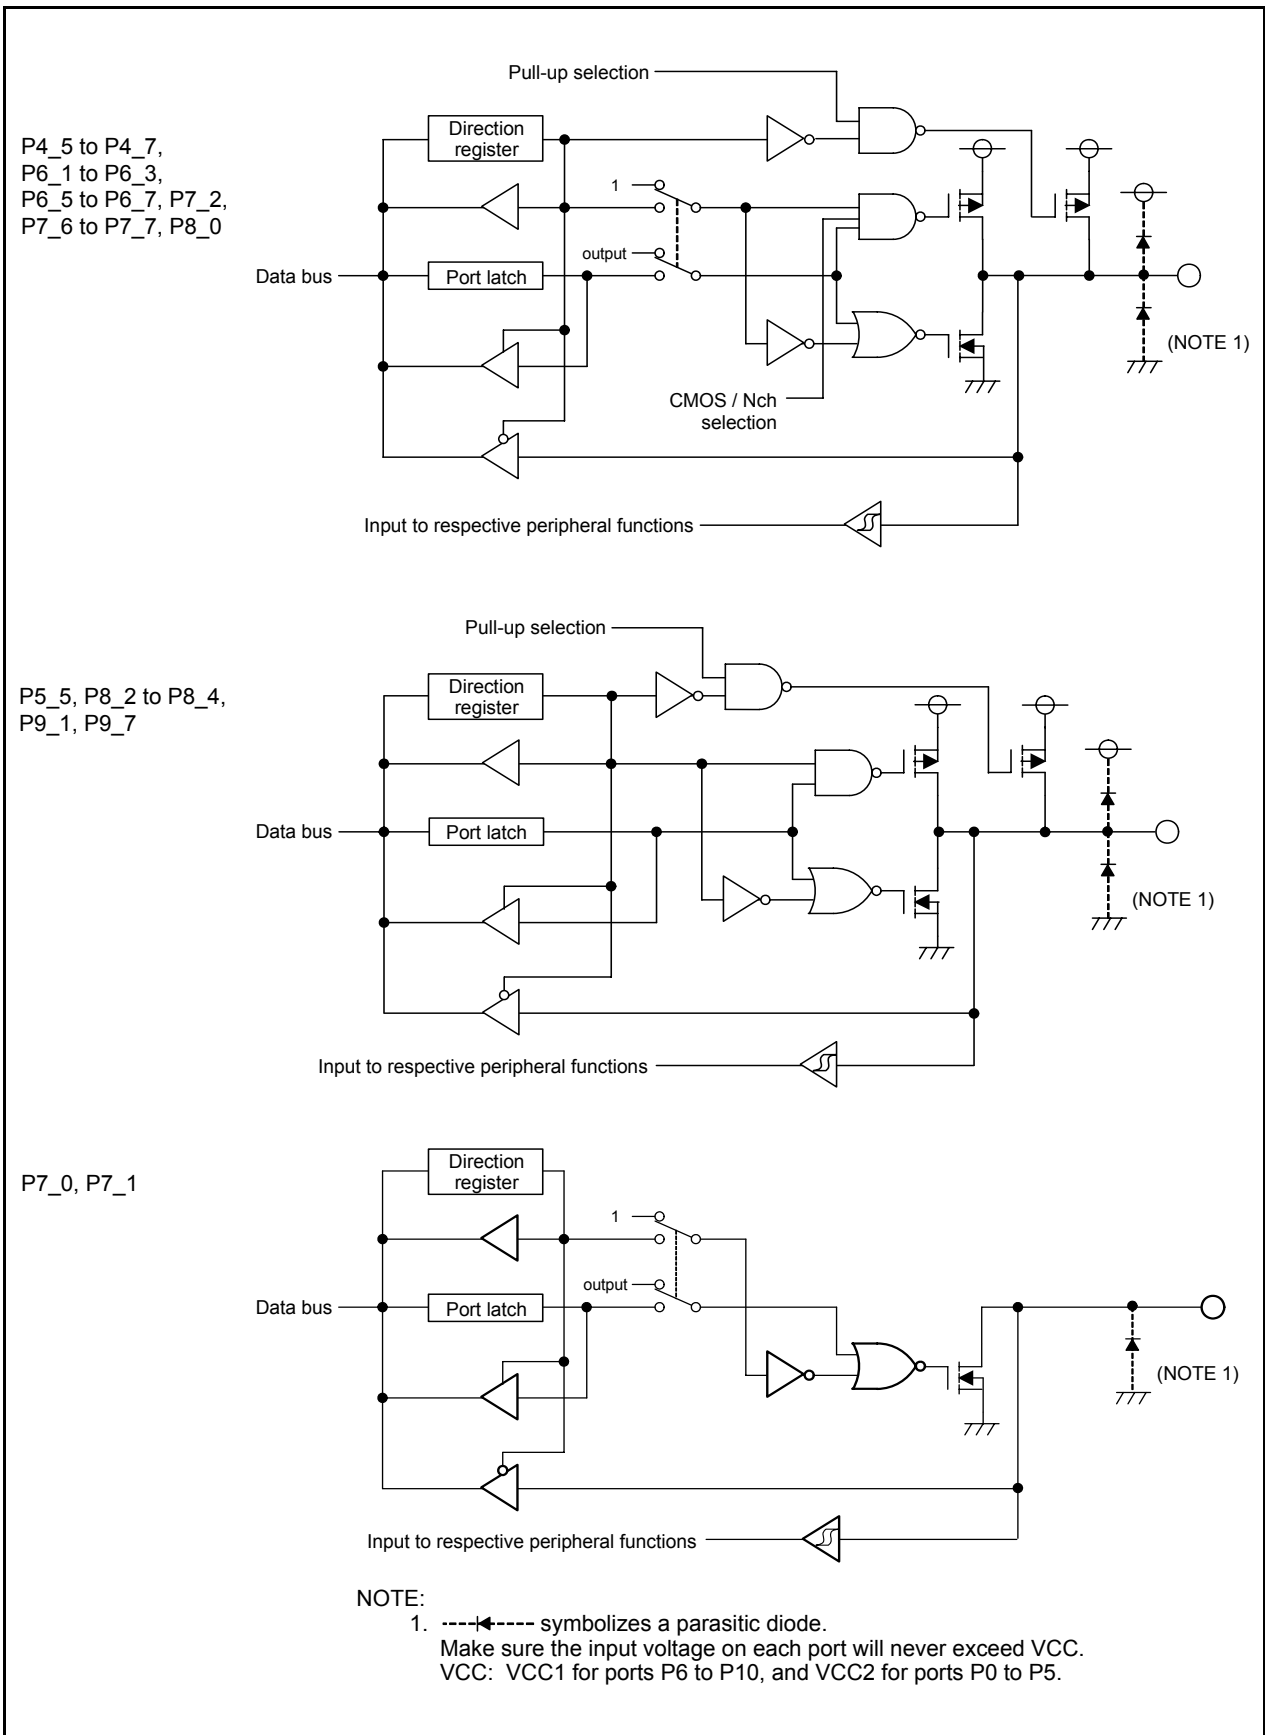 Pull-up selection
P4_5 to P4_7,
P6_1 to P6_3,
P6_5 to P6_7, P7_2,
P7_6 to P7_7, P8_0
Direction
register
1
output
Data bus
Port latch
(NOTE 1)
CMOS / Nch
selection
Input to respective peripheral functions
Pull-up selection
P5_5, P8_2 to P8_4,
P9_1, P9_7
Direction
register
Data bus
Port latch
(NOTE 1)
Input to respective peripheral functions
P7_0, P7_1
Direction
register
1
output
Data bus
Port latch
(NOTE 1)
Input to respective peripheral functions
NOTE:
1. symbolizes a parasitic diode.
Make sure the input voltage on each port will never exceed VCC.
VCC: VCC1 for ports P6 to P10, and VCC2 for ports P0 to P5.